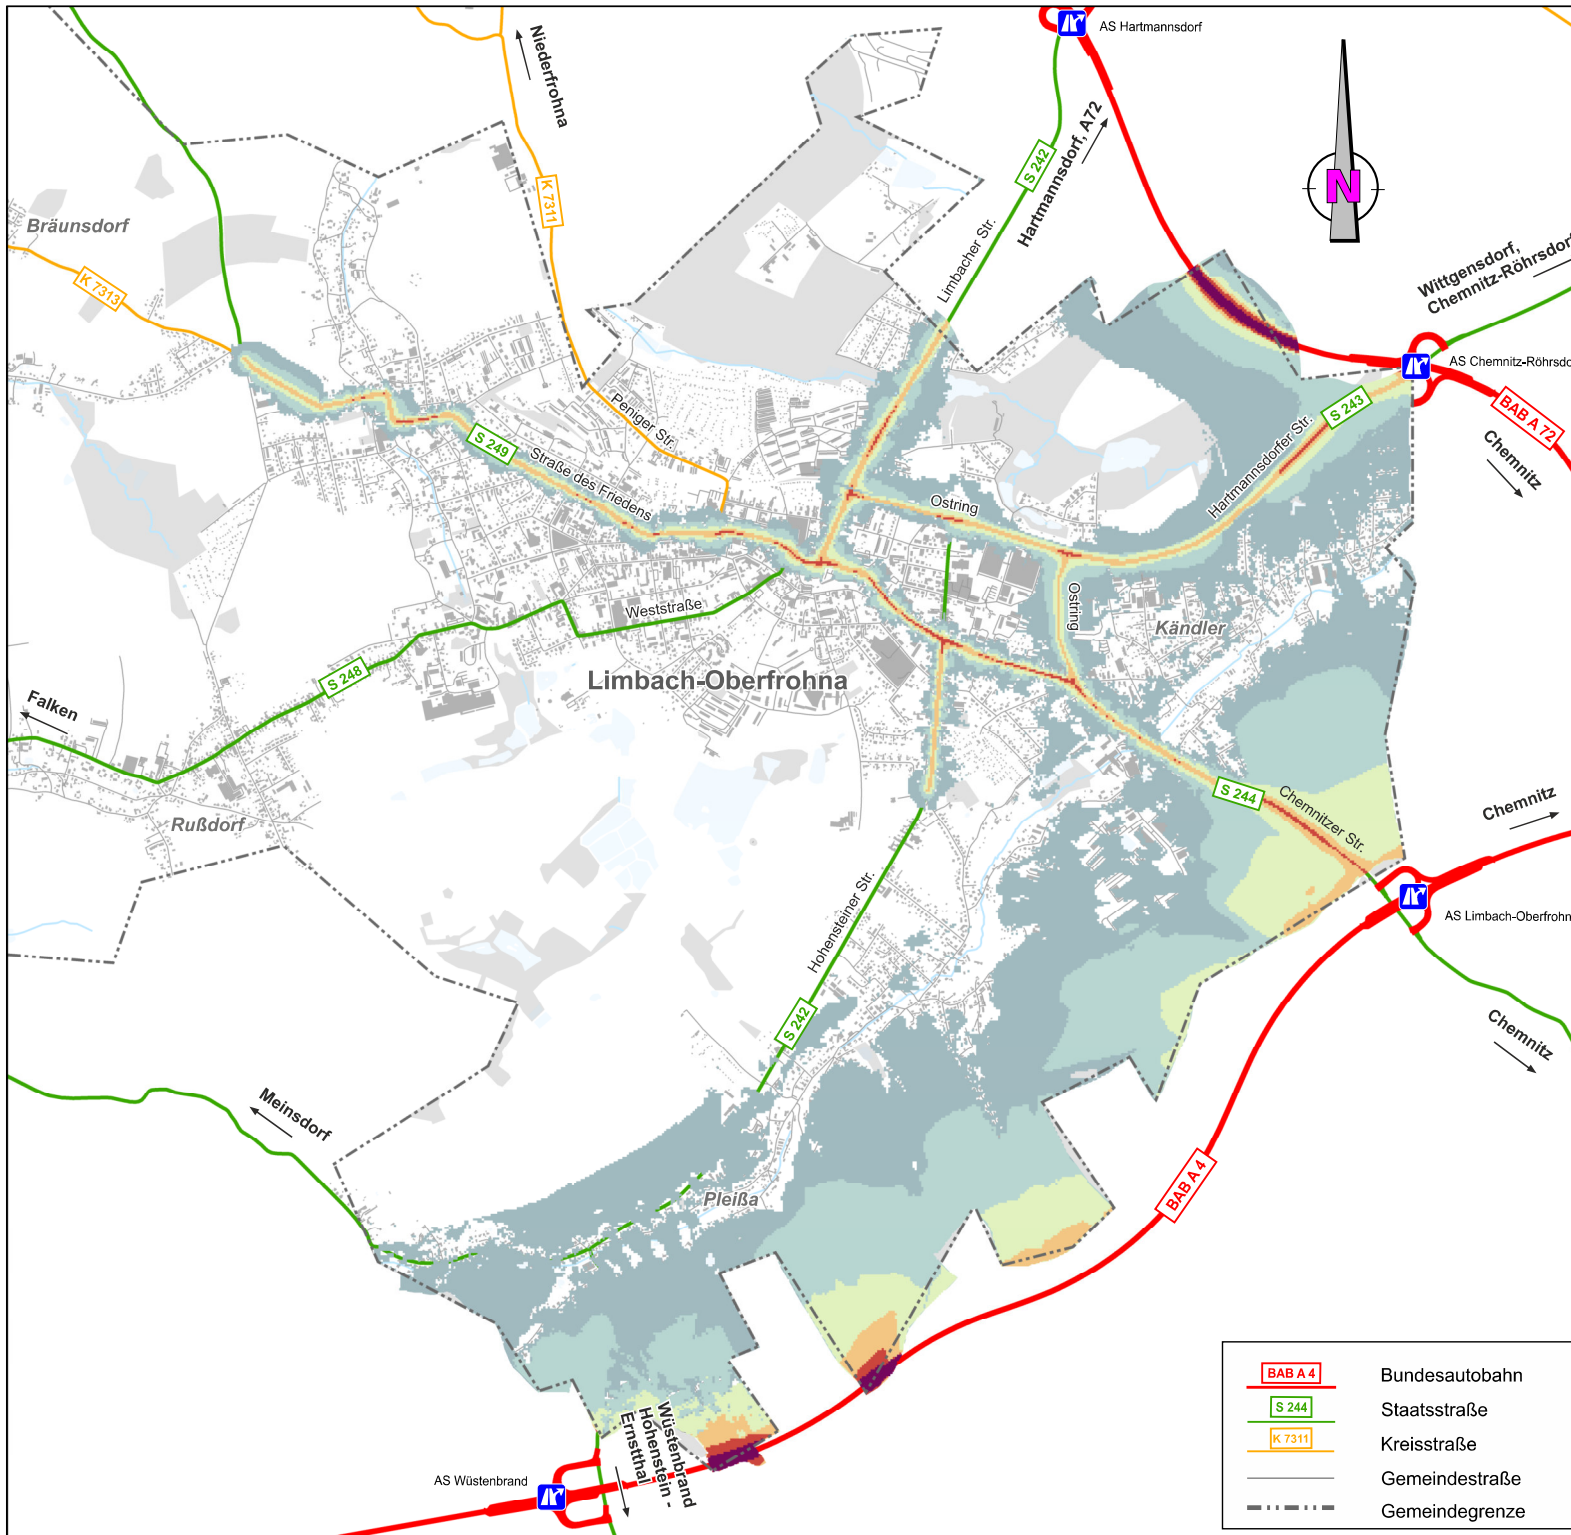 AS Hartmannsdorf
Niederfrohna
Hartmannsdorf, A72
S 242
K 7311
N
Bräunsdorf
Limbacher Str.
Wittgensdorf,
Chemnitz-Röhrsdorf
K 7313
AS Chemnitz-Röhrsdo
BAB A 72
S 243
Peniger Str.
Hartmannsdorfer Str.
S 249
Straße des Friedens
Chemnitz
Ostring
Ostring
Weststraße
Kändler
S 248
Limbach-Oberfrohna
Falken
S 244
Chemnitzer Str.
Chemnitz
Rußdorf
Hohensteiner Str.
AS Limbach-Oberfrohn
S 242
Chemnitz
Meinsdorf
BAB A 4
Pleißa
Wüstenbrand
Hohenstein -
Ernstthal
AS Wüstenbrand
BAB A 4 Bundesautobahn
S 244 Staatsstraße
K 7311 Kreisstraße
Gemeindestraße
Gemeindegrenze